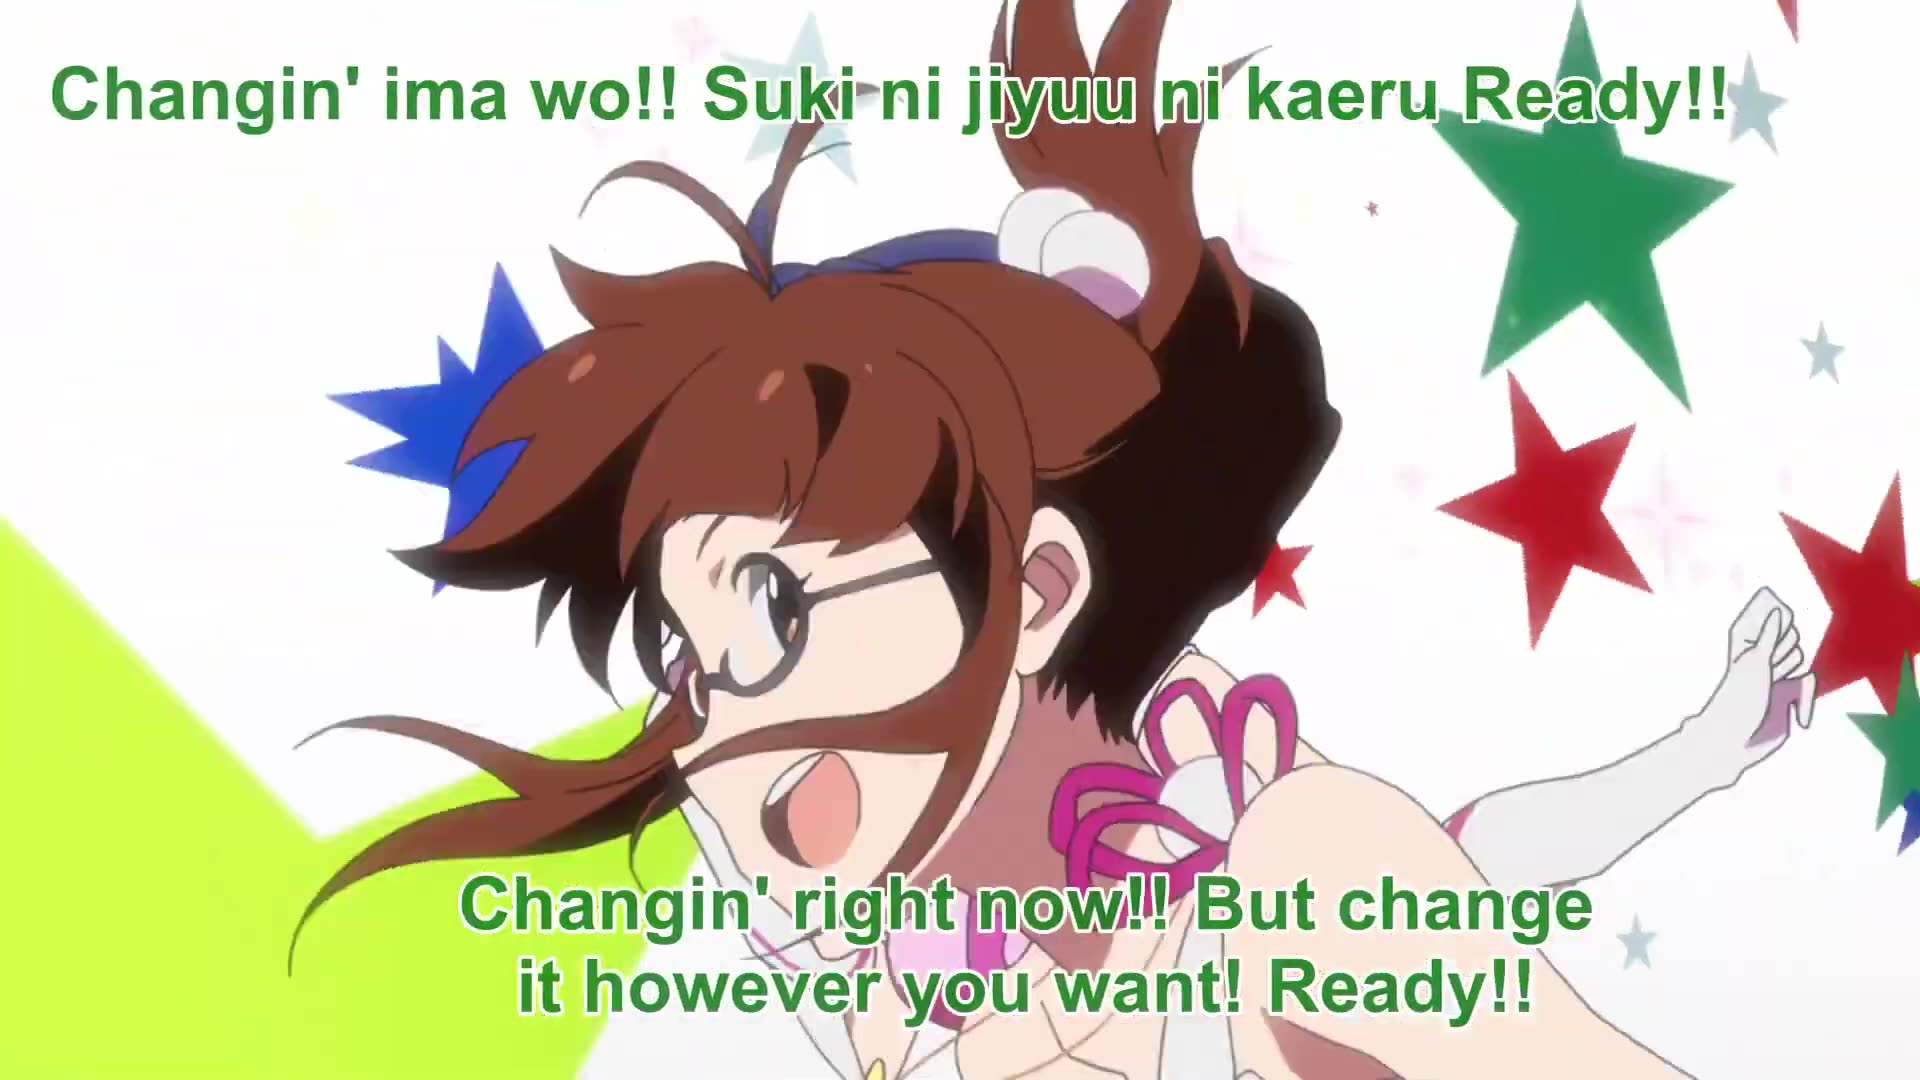 Changin' ima wo!! Suki ni jiyuu ni kaeru Ready!!
Changin' right now!! But change
it however you want! Ready!!